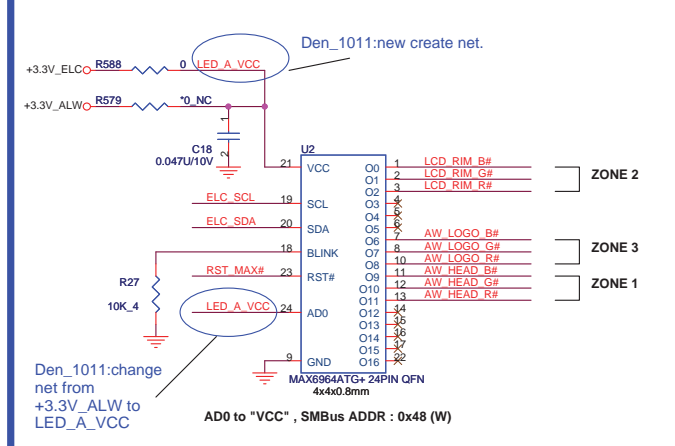 Den_1011:new create net.
+3.3V_ELC R588 0 LED_A_VCC
+3.3V_ALW R579 *0_NC
1
C18
0.047U/10V 2
U2
21 VCC O0 1 LCD_RIM_B#
O1 2 LCD_RIM_G# ZONE 2
O2 3 LCD_RIM_R#
ELC_SCL 19 SCL O3 4
O4 5
ELC_SDA 20 SDA O5 6
O6 7 AW_LOGO_B#
18 BLINK O7 8 AW_LOGO_G# ZONE 3
O8 10 AW_LOGO_R#
RST_MAX# 23 RST# O9 11 AW_HEAD_B#
R27 O10 12 AW_HEAD_G# ZONE 1
10K_4 O11 13 AW_HEAD_R#
LED_A_VCC 24 AD0 O12 14
O13 15
O14 16
O15 17
9 GND O16 22
MAX6964ATG+ 24PIN QFN
4x4x0.8mm
Den_1011:change
net from
+3.3V_ALW to
LED_A_VCC
AD0 to "VCC" , SMBus ADDR : 0x48 (W)